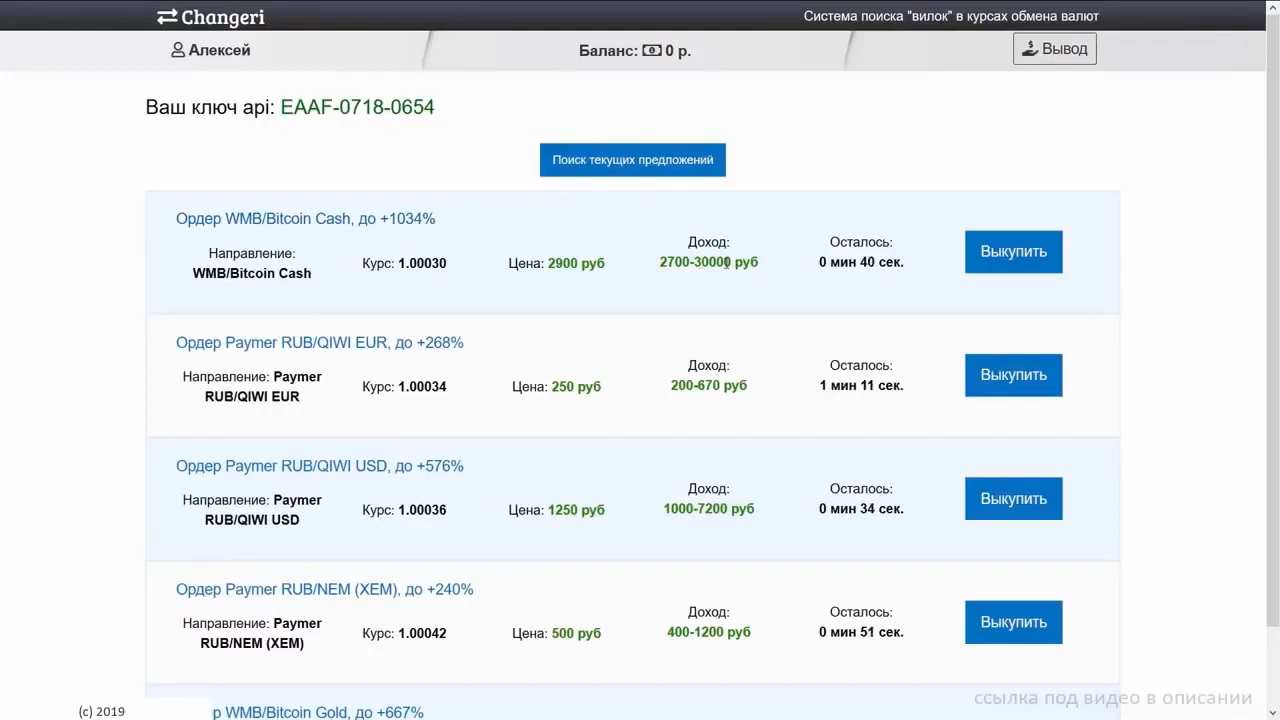 Changeri
Система поиска "вилок" в курсах обмена валют
Алексей
Баланс: 0 р.
Вывод
Ваш ключ api: EAAF-0718-0654
Поиск текущих предложений
Ордер WMB/Bitcoin Cash, до +1034%
Направление:
WMB/Bitcoin Cash
Курс: 1.00030
Цена: 2900 руб
Доход:
2700-30000 руб
Осталось:
0 мин 40 сек.
Выкупить
Ордер Paymer RUB/QIWI EUR, до +268%
Направление: Paymer
RUB/QIWI EUR
Курс: 1.00034
Цена: 250 руб
Доход:
200-670 руб
Осталось:
1 мин 11 сек.
Выкупить
Ордер Paymer RUB/QIWI USD, до +576%
Направление: Paymer
RUB/QIWI USD
Курс: 1.00036
Цена: 1250 руб
Доход:
1000-7200 руб
Осталось:
0 мин 34 сек.
Выкупить
Ордер Paymer RUB/NEM (XEM), до +240%
Направление: Paymer
RUB/NEM (XEM)
Курс: 1.00042
Цена: 500 руб
Доход:
400-1200 руб
Осталось:
0 мин 51 сек.
Выкупить
ссылка под видео в описании
(c) 2019
р WMB/Bitcoin Gold, до +667%